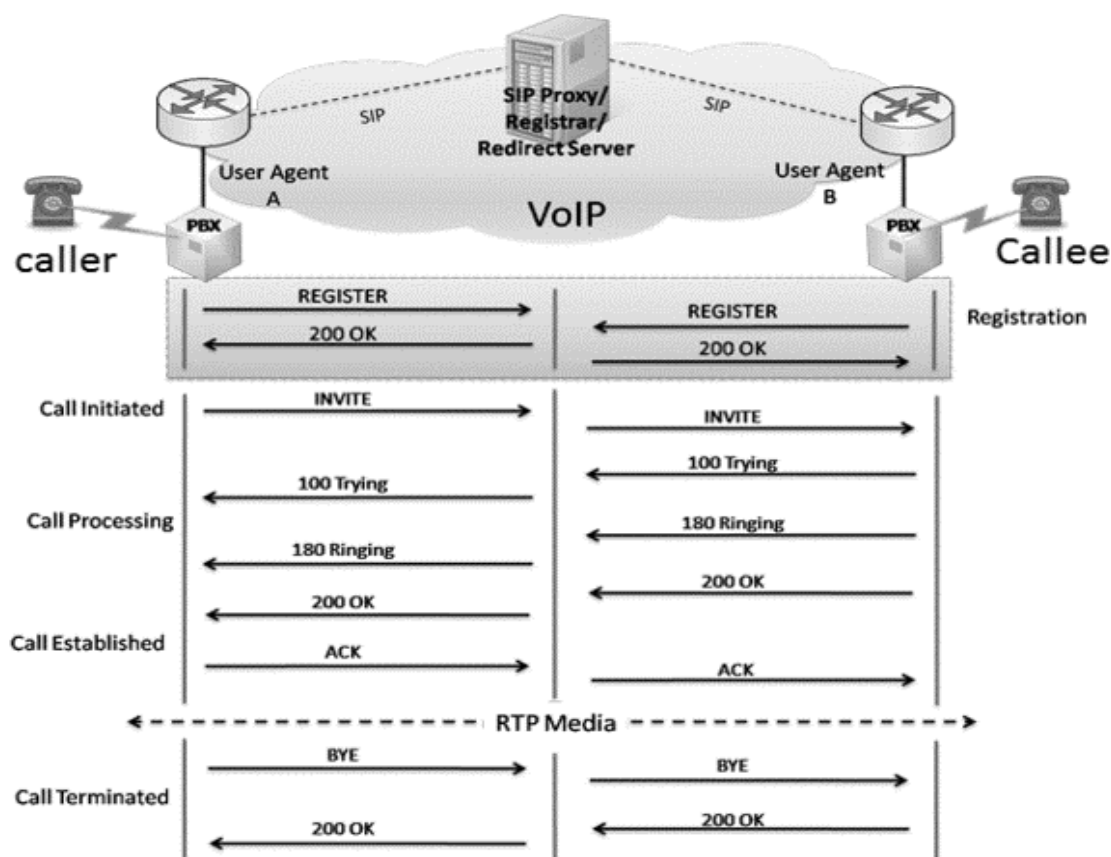 SIP
SIP Proxy/
Registrar/
Redirect Server
SIP
User Agent
A
User Agent
B
VoIP
PBX
PBX
caller
Callee
REGISTER
REGISTER
Registration
200 OK
200 OK
Call Initiated
INVITE
INVITE
100 Trying
100 Trying
Call Processing
180 Ringing
180 Ringing
200 OK
200 OK
Call Established
ACK
ACK
RTP Media
BYE
BYE
Call Terminated
200 OK
200 OK